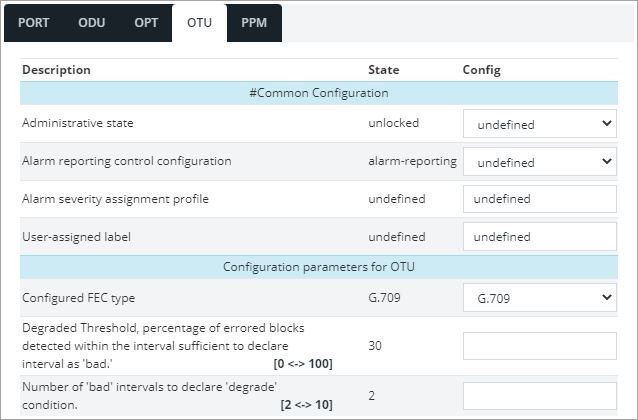 PORT ODU OPT OTU PPM
Description State Config
#Common Configuration
Administrative state unlocked undefined
Alarm reporting control configuration alarm-reporting undefined
Alarm severity assignment profile undefined undefined
User-assigned label undefined undefined
Configuration parameters for OTU
Configured FEC type G.709 G.709
Degraded Threshold, percentage of errored blocks
detected within the interval sufficient to declare 30
interval as 'bad.' [0 <-> 100]
Number of 'bad' intervals to declare 'degrade' 2
condition. [2 <-> 10]